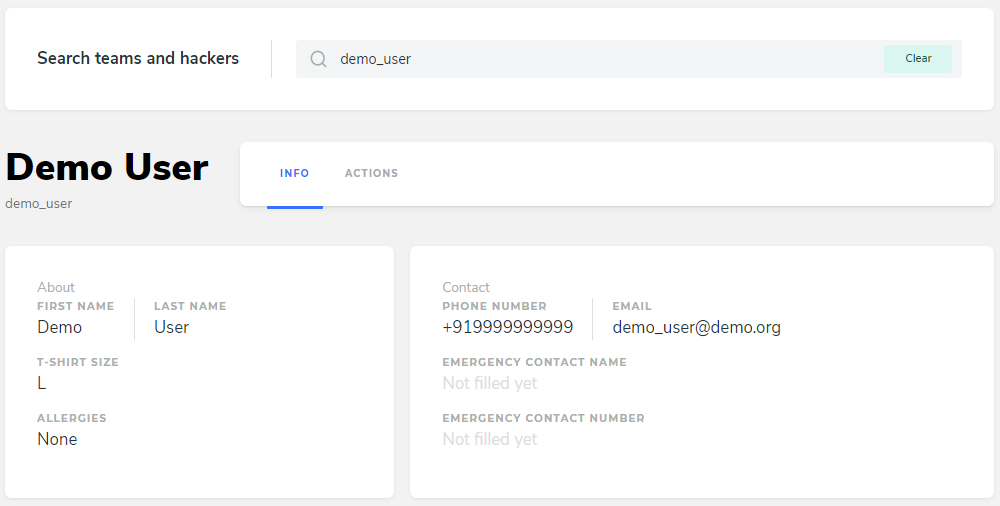 Search teams and hackers
demo_user
Clear
Demo User
demo_user
INFO
ACTIONS
About
FIRST NAME
Demo
LAST NAME
User
T-SHIRT SIZE
L
ALLERGIES
None
Contact
PHONE NUMBER
+919999999999
EMAIL
demo_user@demo.org
EMERGENCY CONTACT NAME
Not filled yet
EMERGENCY CONTACT NUMBER
Not filled yet